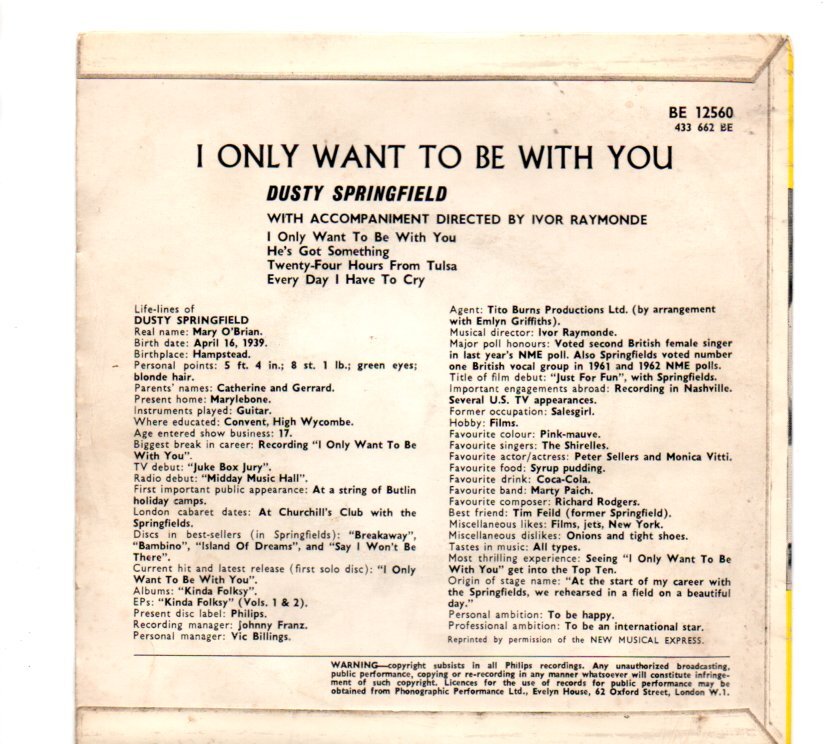 BE 12560
433 662 BE
I ONLY WANT TO BE WITH YOU
DUSTY SPRINGFIELD
WITH ACCOMPANIMENT DIRECTED BY IVOR RAYMONDE
I Only Want To Be With You
He's Got Something
Twenty-Four Hours From Tulsa
Every Day I Have To Cry
Life-lines of
DUSTY SPRINGFIELD
Real name: Mary O'Brian.
Birth date: April 16, 1939.
Birthplace: Hampstead.
Personal points: 5 ft. 4 in.; 8 st. 1 lb.; green eyes;
blonde hair.
Parents' names: Catherine and Gerrard.
Present home: Marylebone.
Instruments played: Guitar.
Where educated: Convent, High Wycombe.
Age entered show business: 17.
Biggest break in career: Recording "I Only Want To Be
With You".
TV debut: "Juke Box Jury".
Radio debut: "Midday Music Hall".
First important public appearance: At a string of Butlin
holiday camps.
London cabaret dates: At Churchill's Club with the
Springfields.
Discs in best-sellers (in Springfields): "Breakaway",
"Bambino", "Island Of Dreams", and "Say I Won't Be
There".
Current hit and latest release (first solo disc): "I Only
Want To Be With You".
Albums: "Kinda Folksy".
EPs: "Kinda Folksy" (Vols. 1 & 2).
Present disc label: Philips.
Recording manager: Johnny Franz.
Personal manager: Vic Billings.
Agent: Tito Burns Productions Ltd. (by arrangement
with Emlyn Griffiths).
Musical director: Ivor Raymonde.
Major poll honours: Voted second British female singer
in last year's NME poll. Also Springfields voted number
one British vocal group in 1961 and 1962 NME polls.
Title of film debut: "Just For Fun", with Springfields.
Important engagements abroad: Recording in Nashville.
Several U.S. TV appearances.
Former occupation: Salesgirl.
Hobby: Films.
Favourite colour: Pink-mauve.
Favourite singers: The Shirelles.
Favourite actor/actress: Peter Sellers and Monica Vitti.
Favourite food: Syrup pudding.
Favourite drink: Coca-Cola.
Favourite band: Marty Paich.
Favourite composer: Richard Rodgers.
Best friend: Tim Feild (former Springfield).
Miscellaneous likes: Films, jets, New York.
Miscellaneous dislikes: Onions and tight shoes.
Tastes in music: All types.
Most thrilling experience: Seeing "I Only Want To Be
With You" get into the Top Ten.
Origin of stage name: "At the start of my career with
the Springfields, we rehearsed in a field on a beautiful
day."
Personal ambition: To be happy.
Professional ambition: To be an international star.
Reprinted by permission of the NEW MUSICAL EXPRESS.
WARNING—copyright subsists in all Philips recordings. Any unauthorized broadcasting,
public performance, copying or re-recording in any manner whatsoever will constitute infringe-
ment of such copyright. Licences for the use of records for public performance may be
obtained from Phonographic Performance Ltd., Evelyn House, 62 Oxford Street, London W.1.